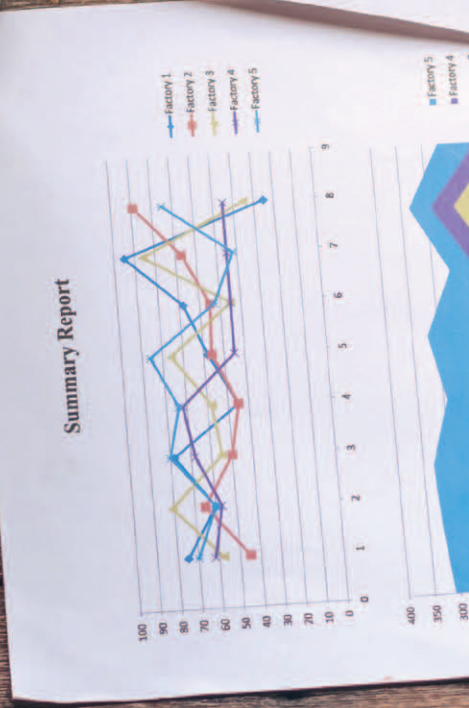 Summary Report
100
90
80
70
60
50
40
30
20
10
0
0 1 2 3 4 5 6 7 8 9
Factory 1
Factory 2
Factory 3
Factory 4
Factory 5
400
350
300
Factory 5
Factory 4